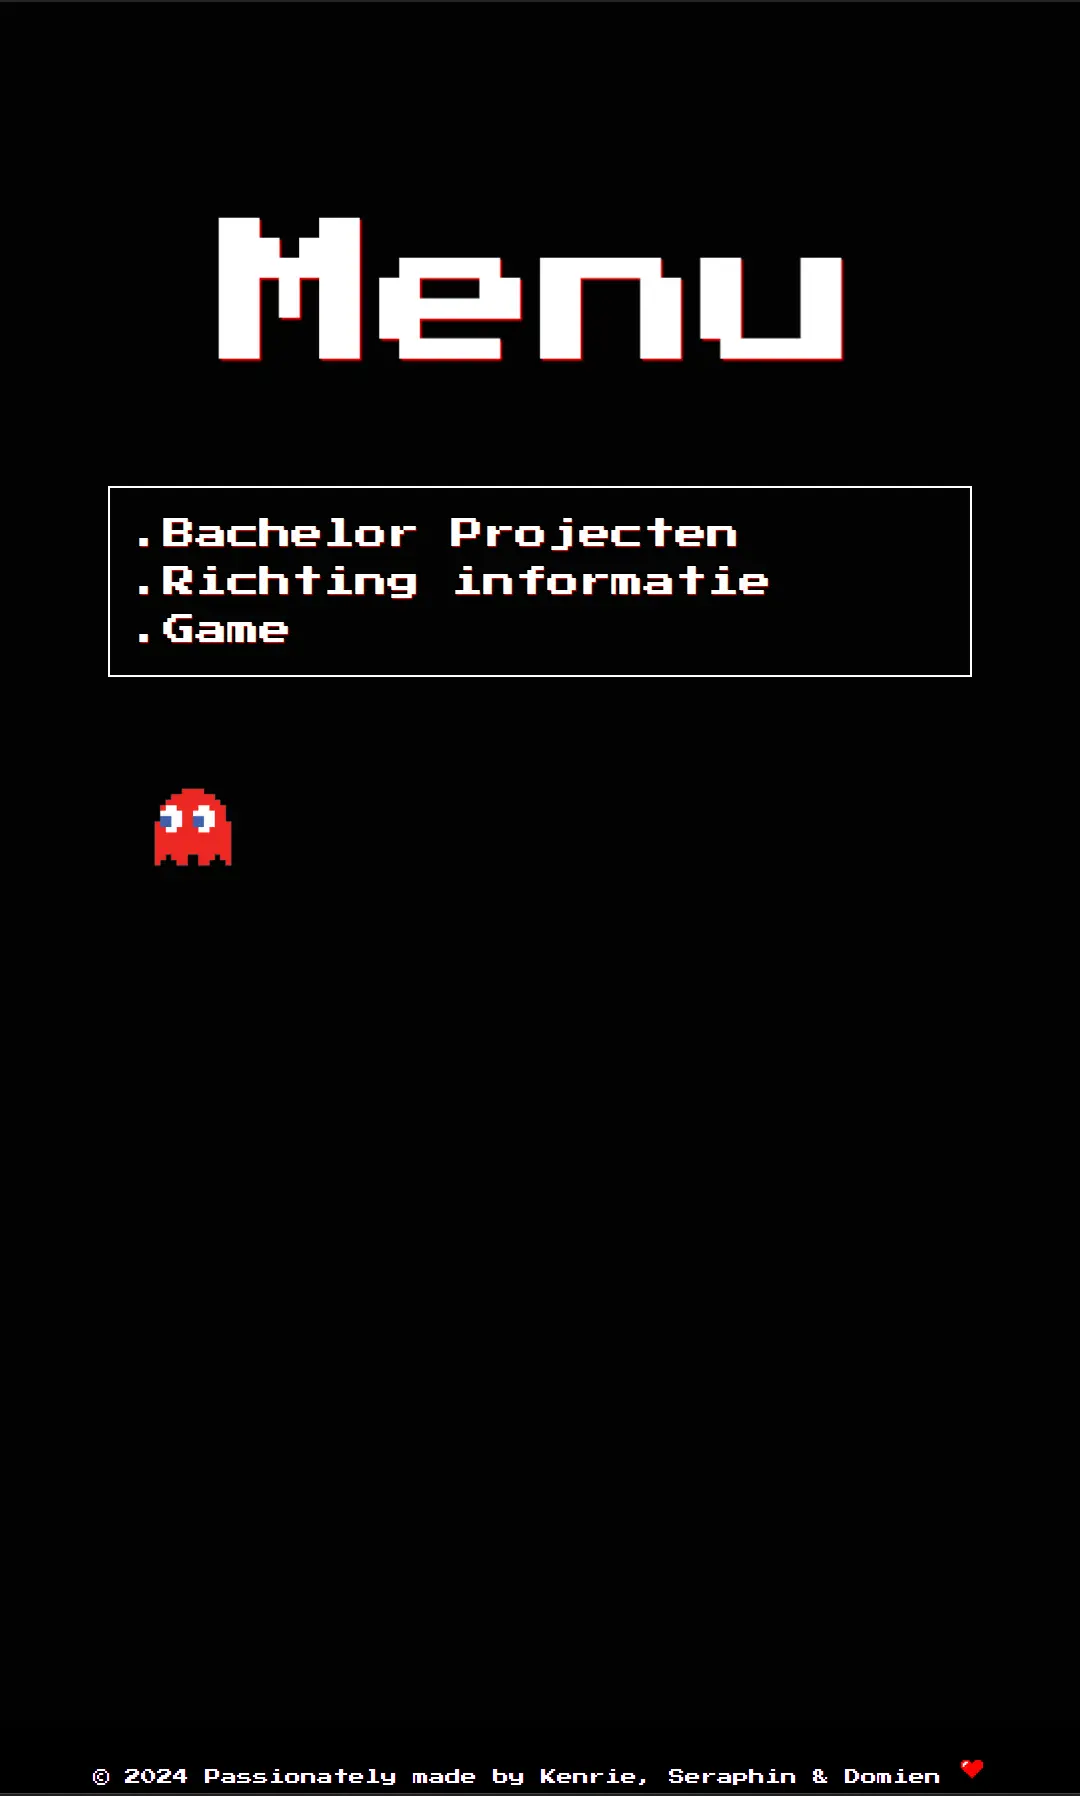 Menu
.Bachelor Projecten
.Richting informatie
.Game
© 2024 Passionately made by Kenrie, Seraphin & Domien